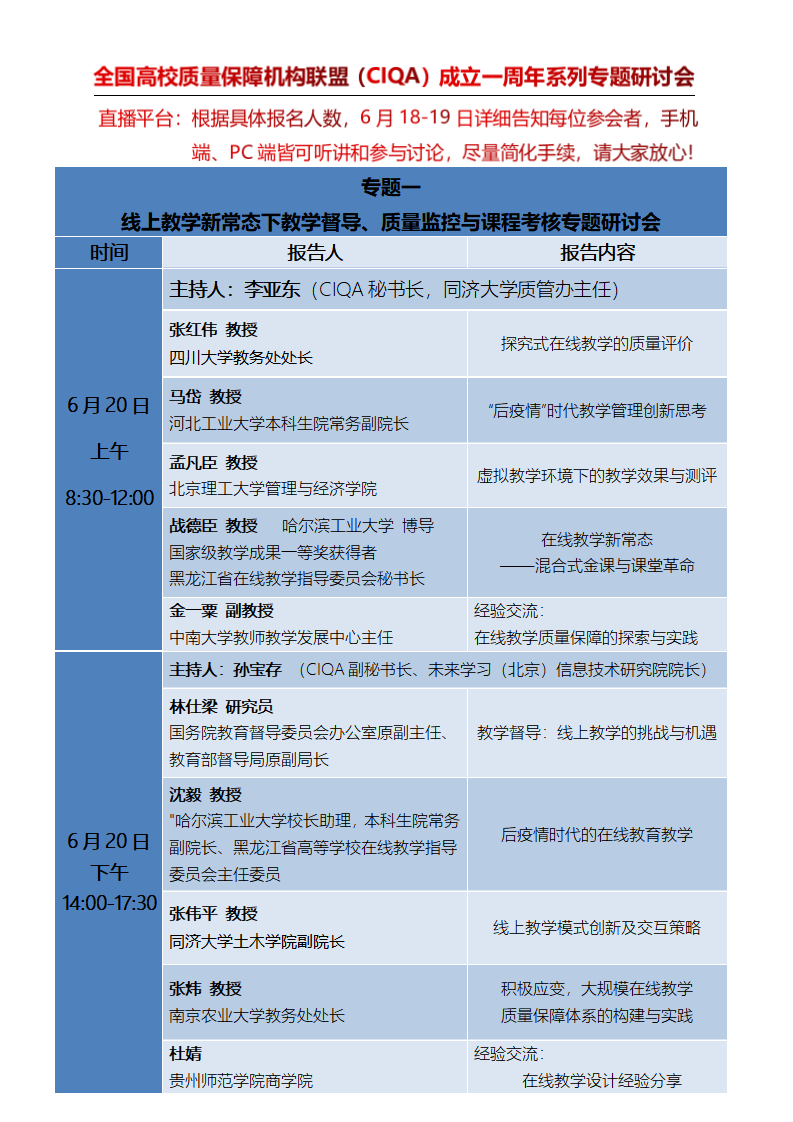 全国高校质量保障机构联盟（CIQA）成立一周年系列专题研讨会
直播平台：根据具体报名人数，6月18-19日详细告知每位参会者，手机
端、PC端皆可听讲和参与讨论，尽量简化手续，请大家放心！
专题一
线上教学新常态下教学督导、质量监控与课程考核专题研讨会
时间
报告人
报告内容
6月20日
上午
8:30-12:00
主持人：李亚东（CIQA秘书长，同济大学质管办主任）
张红伟 教授
四川大学教务处处长
探究式在线教学的质量评价
马岱 教授
河北工业大学本科生院常务副院长
“后疫情”时代教学管理创新思考
孟凡臣 教授
北京理工大学管理与经济学院
虚拟教学环境下的教学效果与测评
战德臣 教授 哈尔滨工业大学 博导
国家级教学成果一等奖获得者
黑龙江省在线教学指导委员会秘书长
在线教学新常态
——混合式金课与课堂革命
金一粟 副教授
中南大学教师教学发展中心主任
经验交流：
在线教学质量保障的探索与实践
6月20日
下午
14:00-17:30
主持人：孙宝存 （CIQA副秘书长、未来学习（北京）信息技术研究院院长）
林仕梁 研究员
国务院教育督导委员会办公室原副主任、
教育部督导局原副局长
教学督导：线上教学的挑战与机遇
沈毅 教授
"哈尔滨工业大学校长助理，本科生院常务
副院长、黑龙江省高等学校在线教学指导
委员会主任委员
后疫情时代的在线教育教学
张伟平 教授
同济大学土木学院副院长
线上教学模式创新及交互策略
张炜 教授
南京农业大学教务处处长
积极应变，大规模在线教学
质量保障体系的构建与实践
杜婧
贵州师范学院商学院
经验交流：
在线教学设计经验分享